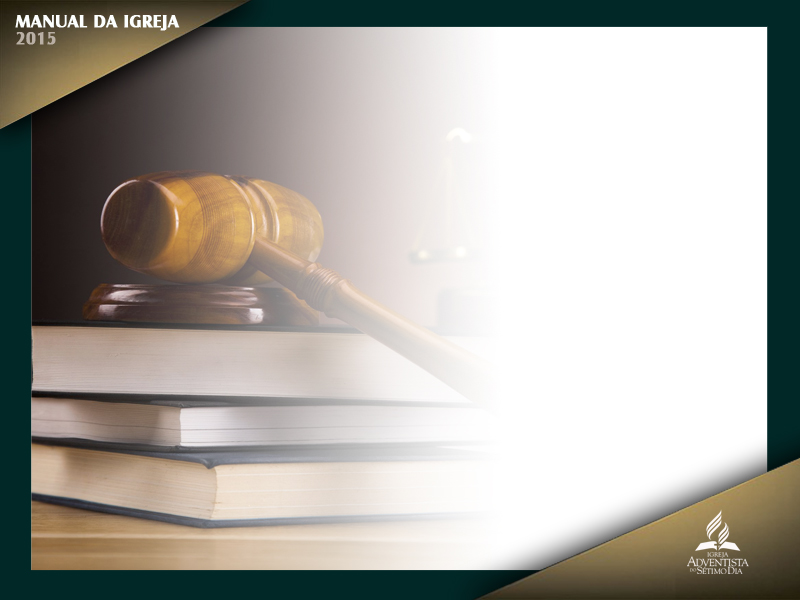 MANUAL DA IGREJA
2015
IGREJA
ADVENTISTA
DO SÉTIMO DIA